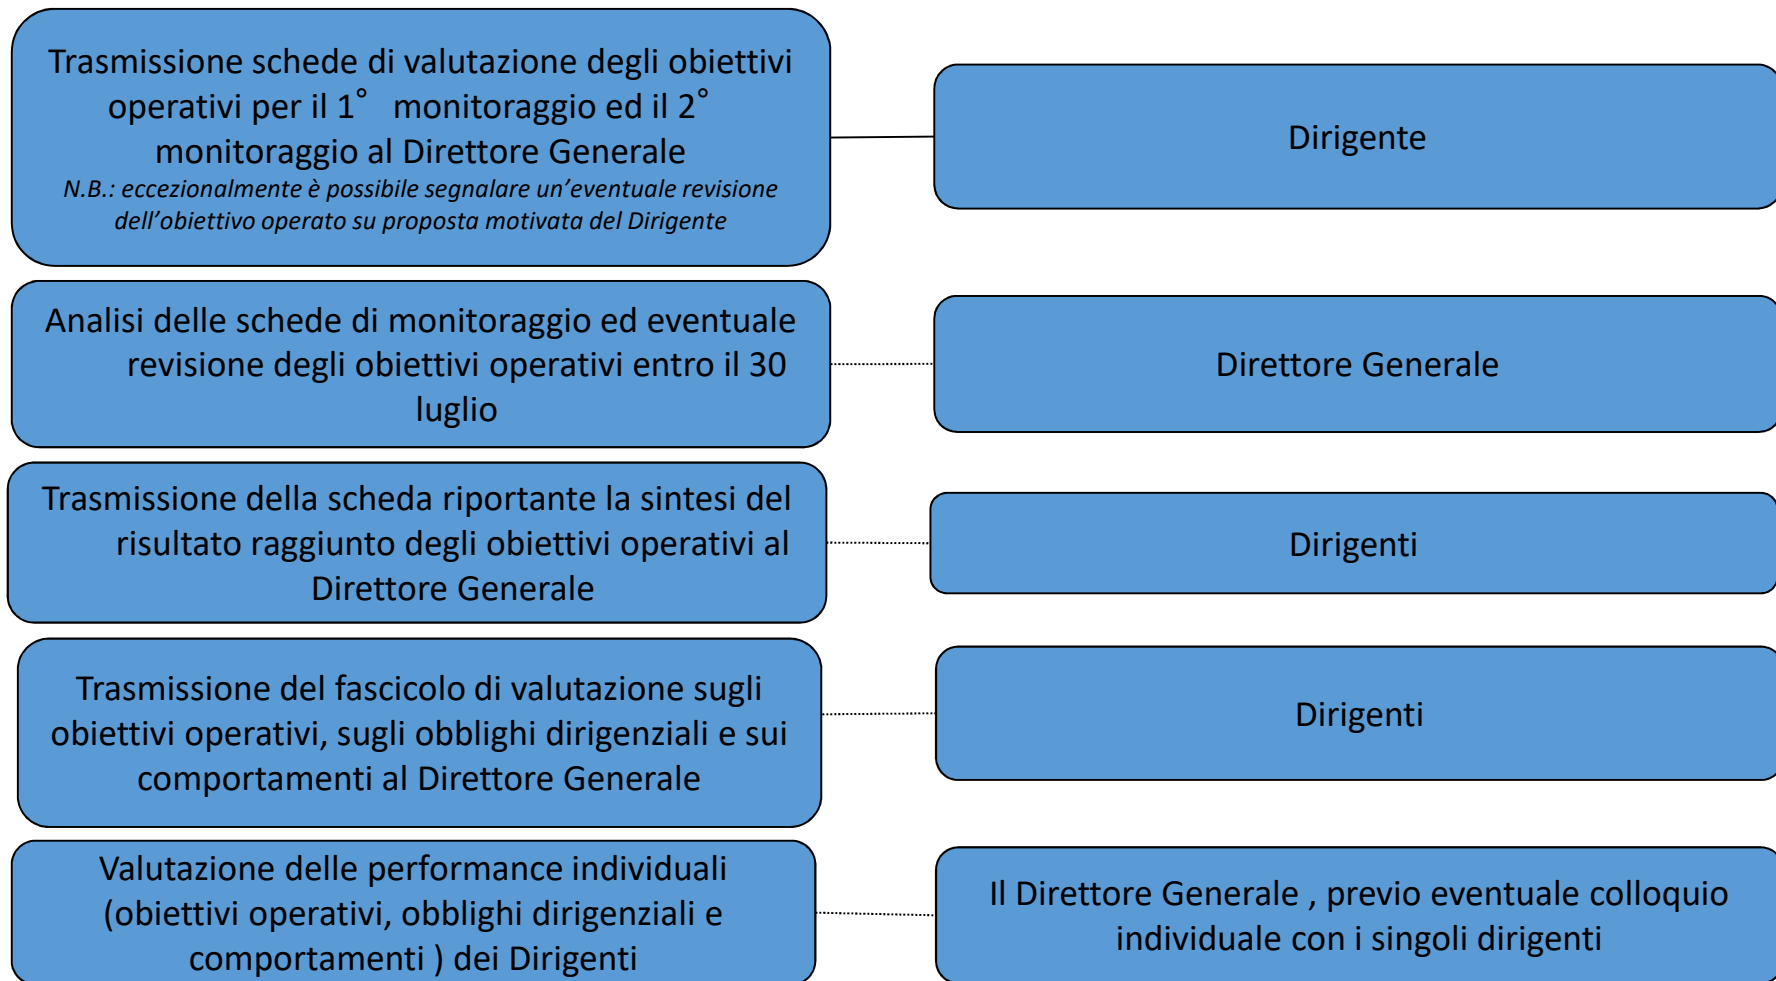 Trasmissione schede di valutazione degli obiettivi
operativi per il 1° monitoraggio ed il 2°
monitoraggio al Direttore Generale
N.B.: eccezionalmente è possibile segnalare un’eventuale revisione
dell’obiettivo operato su proposta motivata del Dirigente
Dirigente
Analisi delle schede di monitoraggio ed eventuale
revisione degli obiettivi operativi entro il 30
luglio
Direttore Generale
Trasmissione della scheda riportante la sintesi del
risultato raggiunto degli obiettivi operativi al
Direttore Generale
Dirigenti
Trasmissione del fascicolo di valutazione sugli
obiettivi operativi, sugli obblighi dirigenziali e sui
comportamenti al Direttore Generale
Dirigenti
Valutazione delle performance individuali
(obiettivi operativi, obblighi dirigenziali e
comportamenti ) dei Dirigenti
Il Direttore Generale , previo eventuale colloquio
individuale con i singoli dirigenti